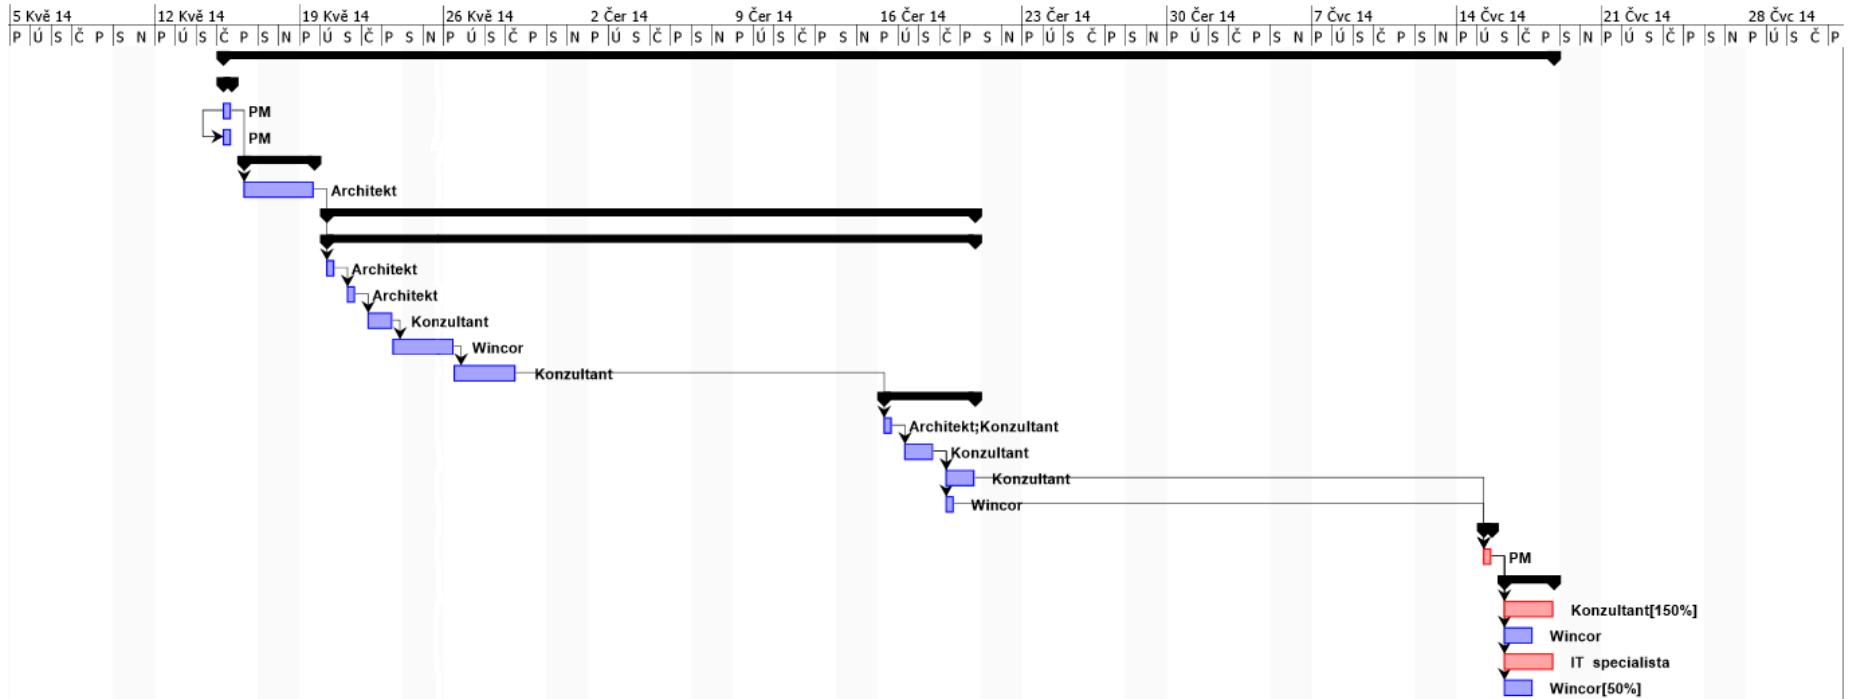 5 Kvě 14 12 Kvě 14 19 Kvě 14 26 Kvě 14 2 Čer 14 9 Čer 14 16 Čer 14 23 Čer 14 30 Čer 14 7 Čvc 14 14 Čvc 14 21 Čvc 14 28 Čvc 14
P Ú S Č P S N P Ú S Č P S N P Ú S Č P S N P Ú S Č P S N P Ú S Č P S N P Ú S Č P S N P Ú S Č P S N P Ú S Č P S N P Ú S Č P S N P Ú S Č P S N P Ú S Č P S N P Ú S Č P S N P Ú S Č P
PM
PM
Architekt
Architekt
Architekt
Konzultant
Wincor
Konzultant
Architekt;Konzultant
Konzultant
Konzultant
Wincor
PM
Konzultant[150%]
Wincor
IT specialista
Wincor[50%]